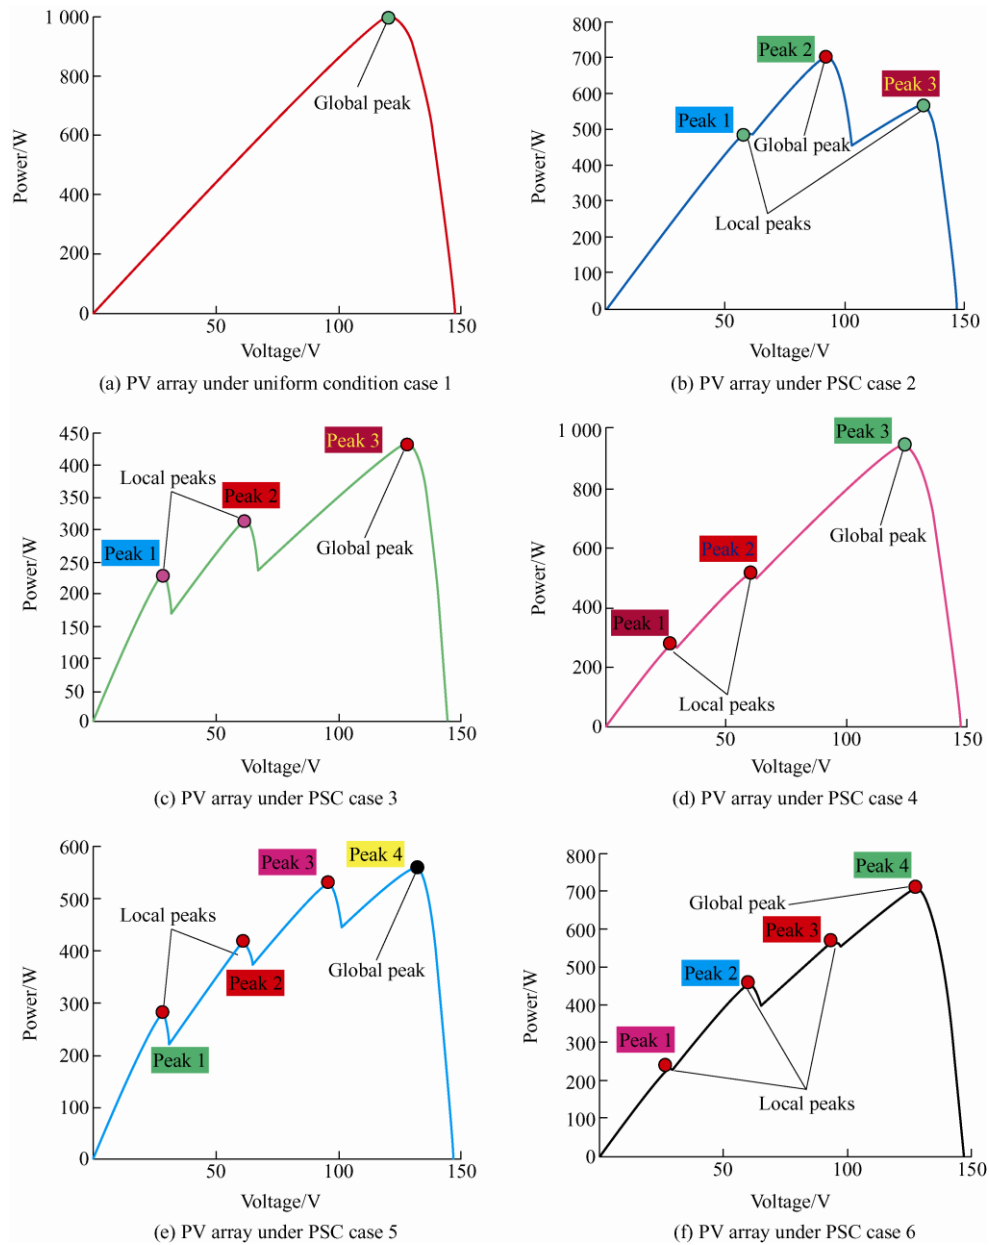 1 000
800
600
400
200
0
50
100
150
Power/W
Voltage/V
Global peak
(a) PV array under uniform condition case 1
800
700
600
500
400
300
200
100
0
50
100
150
Power/W
Voltage/V
Peak 1
Peak 2
Peak 3
Global peak
Local peaks
(b) PV array under PSC case 2
450
400
350
300
250
200
150
100
50
0
50
100
150
Power/W
Voltage/V
Local peaks
Peak 1
Peak 2
Peak 3
Global peak
(c) PV array under PSC case 3
1 000
800
600
400
200
0
50
100
150
Power/W
Voltage/V
Peak 1
Peak 2
Peak 3
Global peak
Local peaks
(d) PV array under PSC case 4
600
500
400
300
200
100
0
50
100
150
Power/W
Voltage/V
Local peaks
Peak 1
Peak 2
Peak 3
Peak 4
Global peak
(e) PV array under PSC case 5
800
700
600
500
400
300
200
100
0
50
100
150
Power/W
Voltage/V
Peak 1
Peak 2
Peak 3
Peak 4
Global peak
Local peaks
(f) PV array under PSC case 6